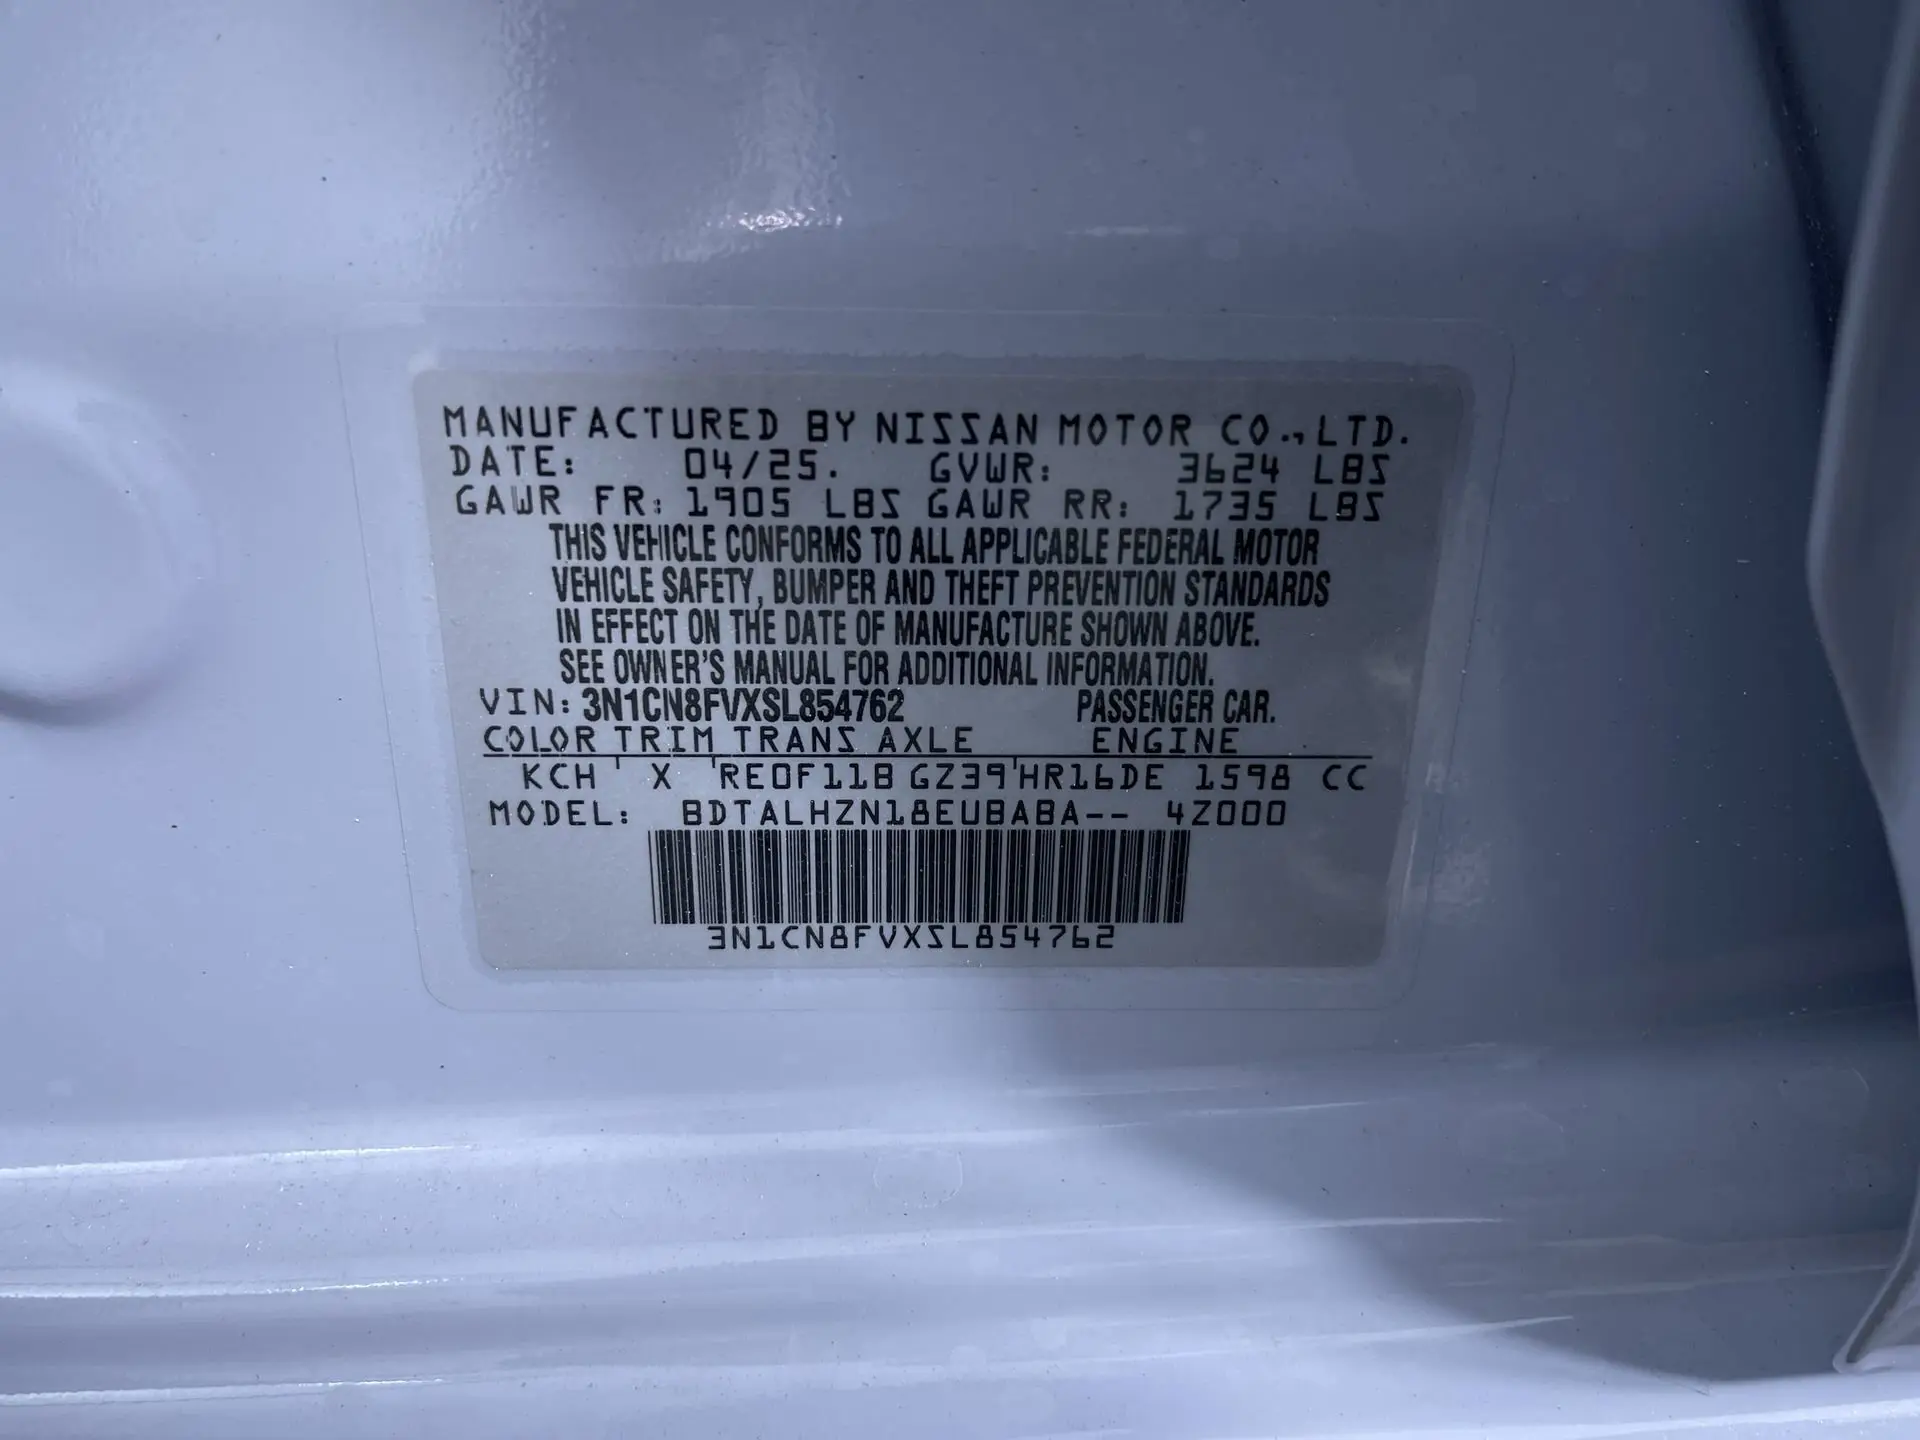 MANUFACTURED BY NISSAN MOTOR CO.,LTD.
DATE: 04/25. GVWR: 3624 LBS
GAWR FR: 1905 LBS GAWR RR: 1735 LBS
THIS VEHICLE CONFORMS TO ALL APPLICABLE FEDERAL MOTOR
VEHICLE SAFETY, BUMPER AND THEFT PREVENTION STANDARDS
IN EFFECT ON THE DATE OF MANUFACTURE SHOWN ABOVE.
SEE OWNER'S MANUAL FOR ADDITIONAL INFORMATION.
VIN: 3N1CN8FVXSL854762 PASSENGER CAR.
COLOR TRIM TRANS AXLE ENGINE
KCH X RE0F11B GZ39 HR16DE 1598 CC
MODEL: BDTALHZN18EUBABA-- 4Z000
3N1CN8FVXSL854762